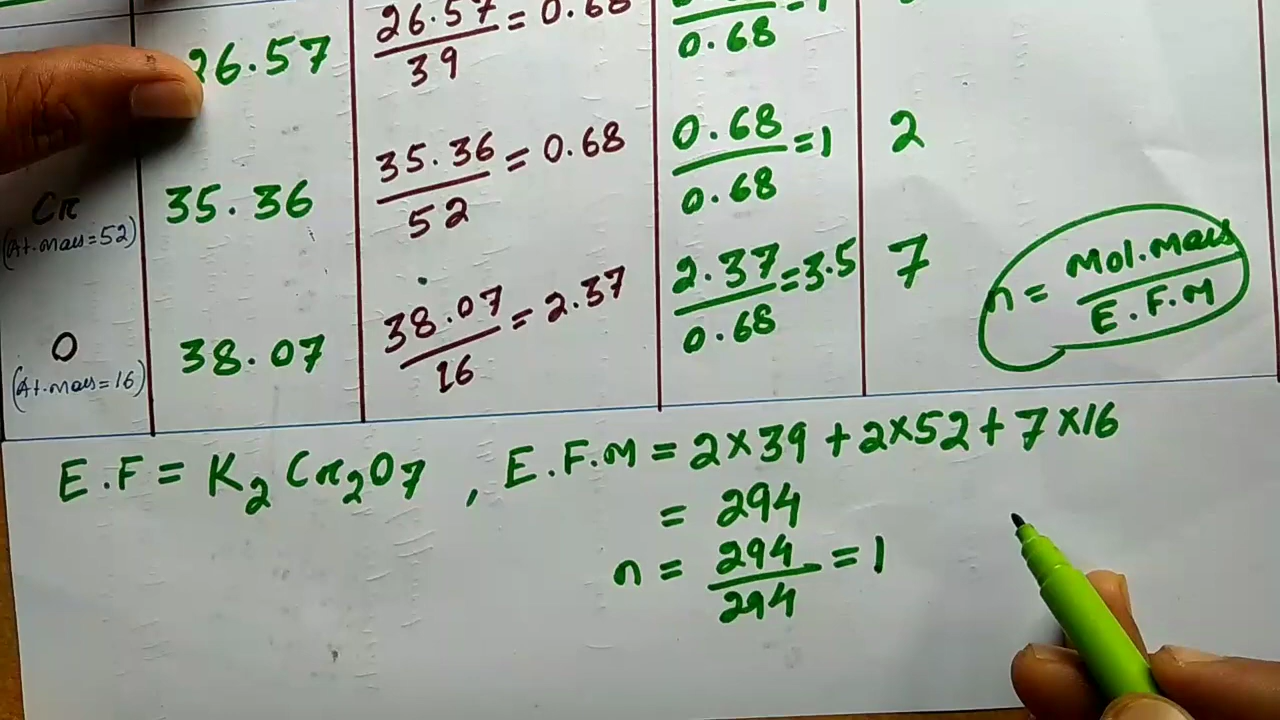 26.57 26.57/39 = 0.68 0.68 = 1
Cr (At.mass=52) 35.36 35.36/52 = 0.68 0.68/0.68 = 1 2
O (At.mass=16) 38.07 38.07/16 = 2.37 2.37/0.68 = 3.5 7
n = Mol.Mass/E.F.M
E.F = K2Cr2O7 , E.F.M = 2×39 + 2×52 + 7×16
= 294
n = 294/294 = 1